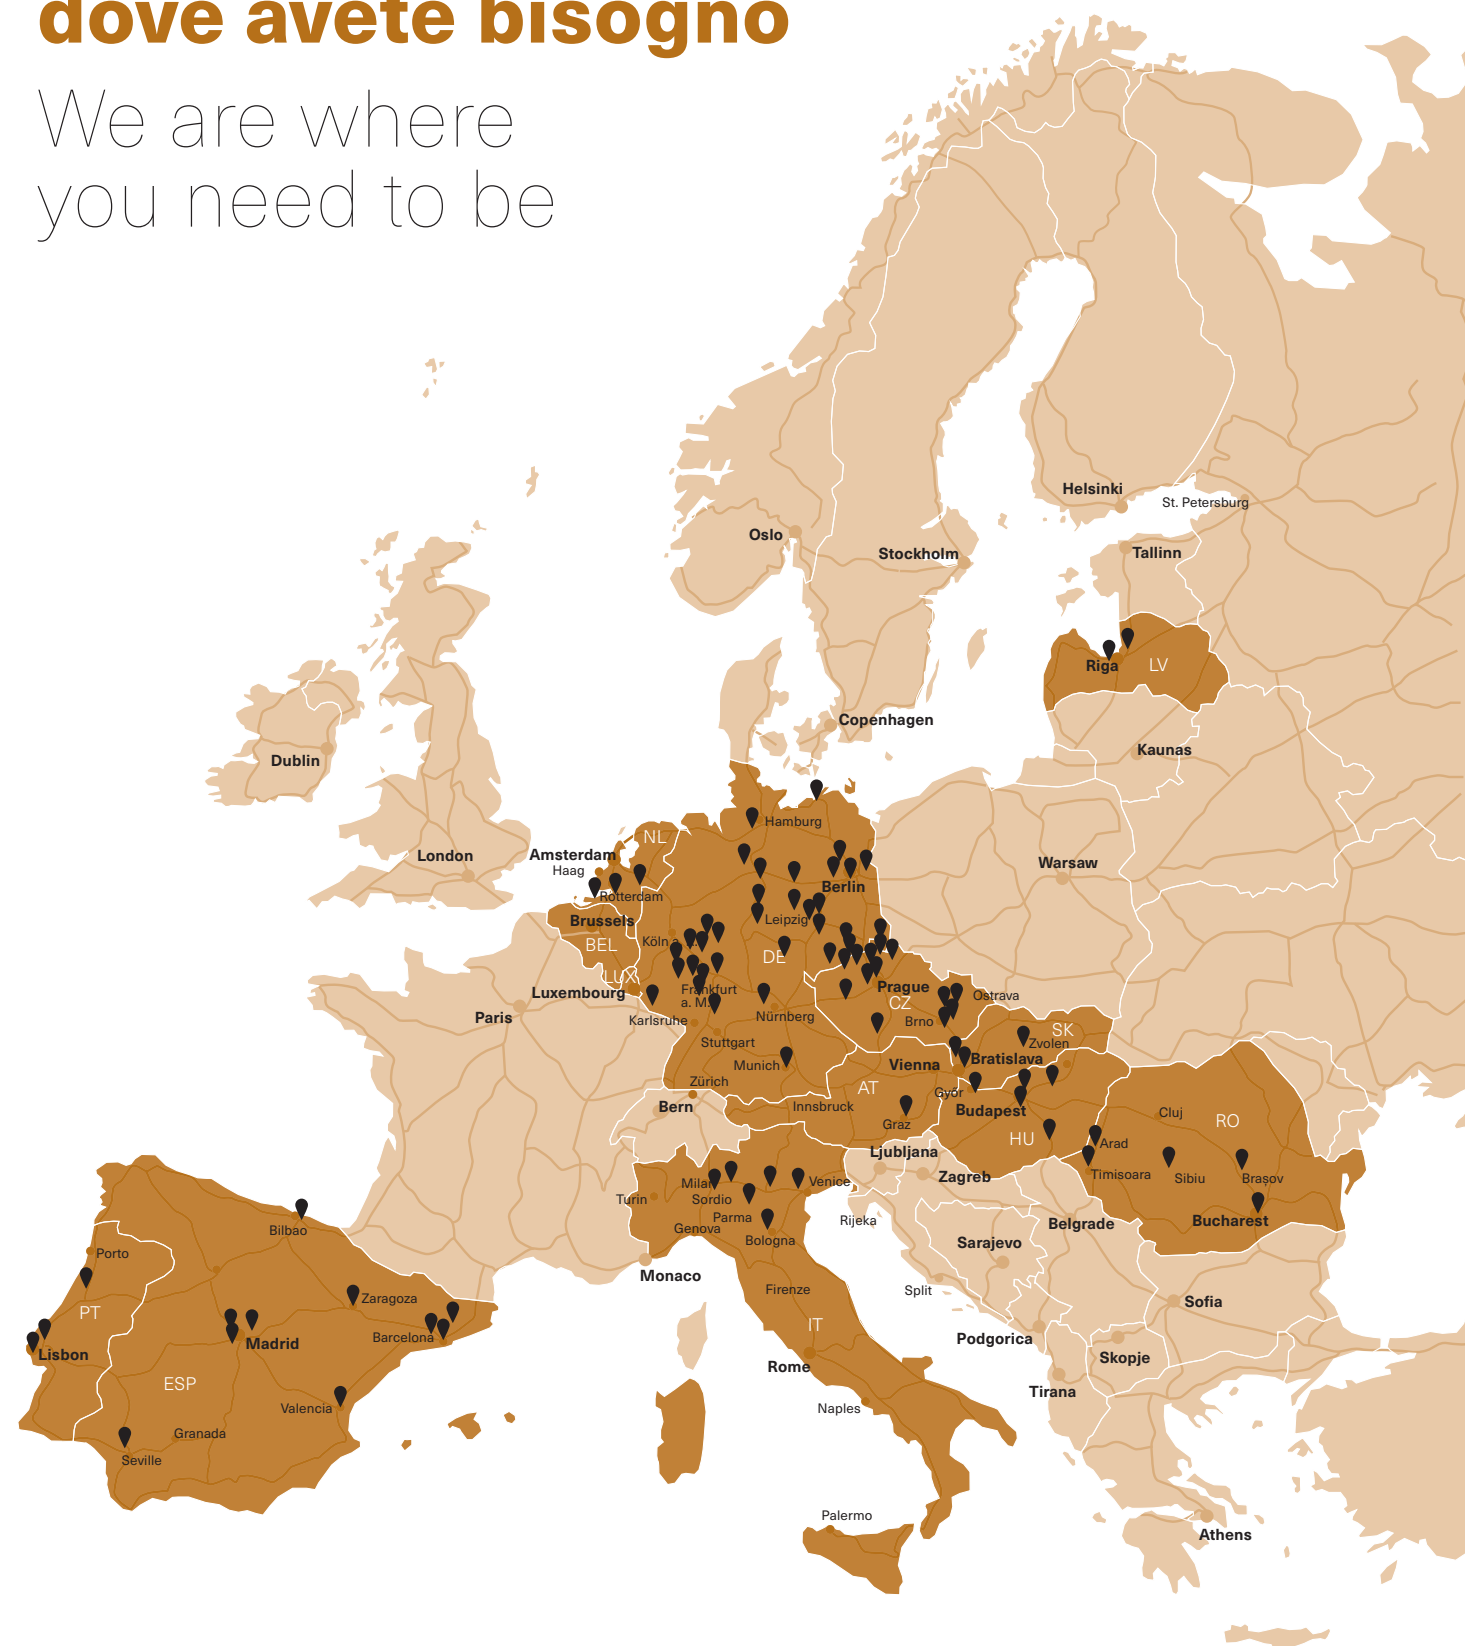 dove avete bisogno
We are where
you need to be
Helsinki
St. Petersburg
Oslo
Stockholm
Tallinn
Riga
LV
Copenhagen
Kaunas
Dublin
Hamburg
NL
London
Amsterdam
Haag
Warsaw
Berlin
Rotterdam
Brussels
Leipzig
BEL
Köln a.
DE
LUX
Luxembourg
Frankfurt
a. M.
Prague
CZ
Ostrava
Paris
Karlsruhe
Nürnberg
Brno
SK
Stuttgart
Zvolen
Munich
Vienna
Bratislava
Zürich
AT
Győr
Bern
Innsbruck
Budapest
Graz
HU
Cluj
RO
Arad
Ljubljana
Zagreb
Timisoara
Sibiu
Brașov
Milan
Venice
Turin
Sordio
Parma
Genova
Bologna
Rijeka
Belgrade
Bucharest
Bilbao
Porto
Sarajevo
Monaco
Firenze
Split
Zaragoza
PT
Sofia
Barcelona
IT
Madrid
Lisbon
Podgorica
Skopje
Rome
ESP
Tirana
Valencia
Naples
Granada
Seville
Palermo
Athens